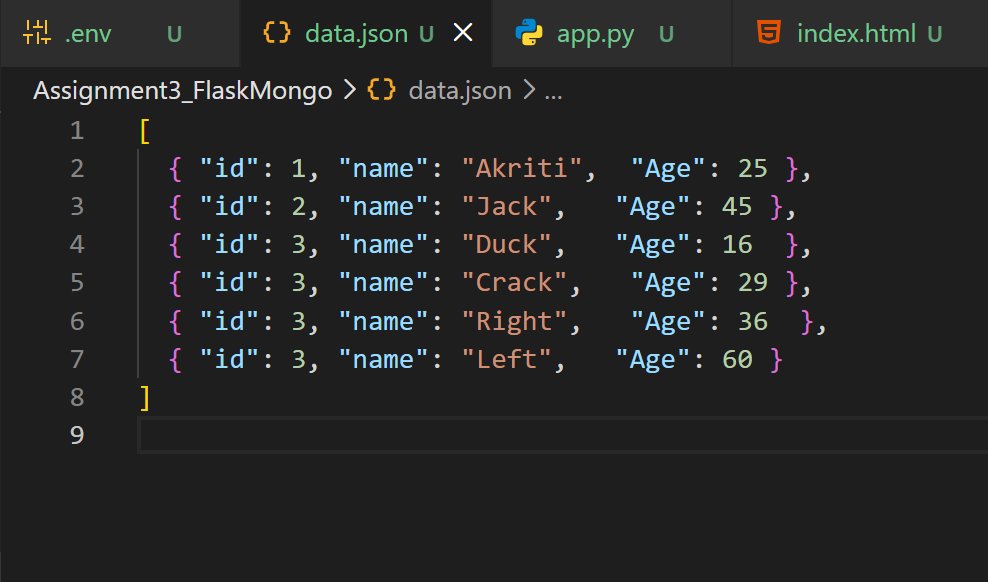 .env U data.json U app.py U index.html U
Assignment3_FlaskMongo > {} data.json > ...
1 [
2 { "id": 1, "name": "Akriti", "Age": 25 },
3 { "id": 2, "name": "Jack", "Age": 45 },
4 { "id": 3, "name": "Duck", "Age": 16 },
5 { "id": 3, "name": "Crack", "Age": 29 },
6 { "id": 3, "name": "Right", "Age": 36 },
7 { "id": 3, "name": "Left", "Age": 60 }
8 ]
9